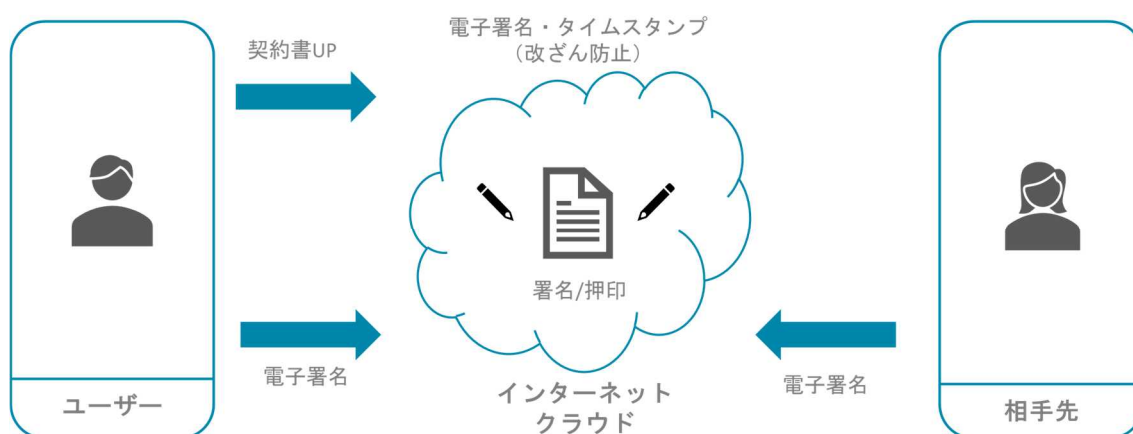 契約書UP
電子署名・タイムスタンプ
（改ざん防止）
署名/押印
電子署名
電子署名
ユーザー
インターネット
クラウド
相手先